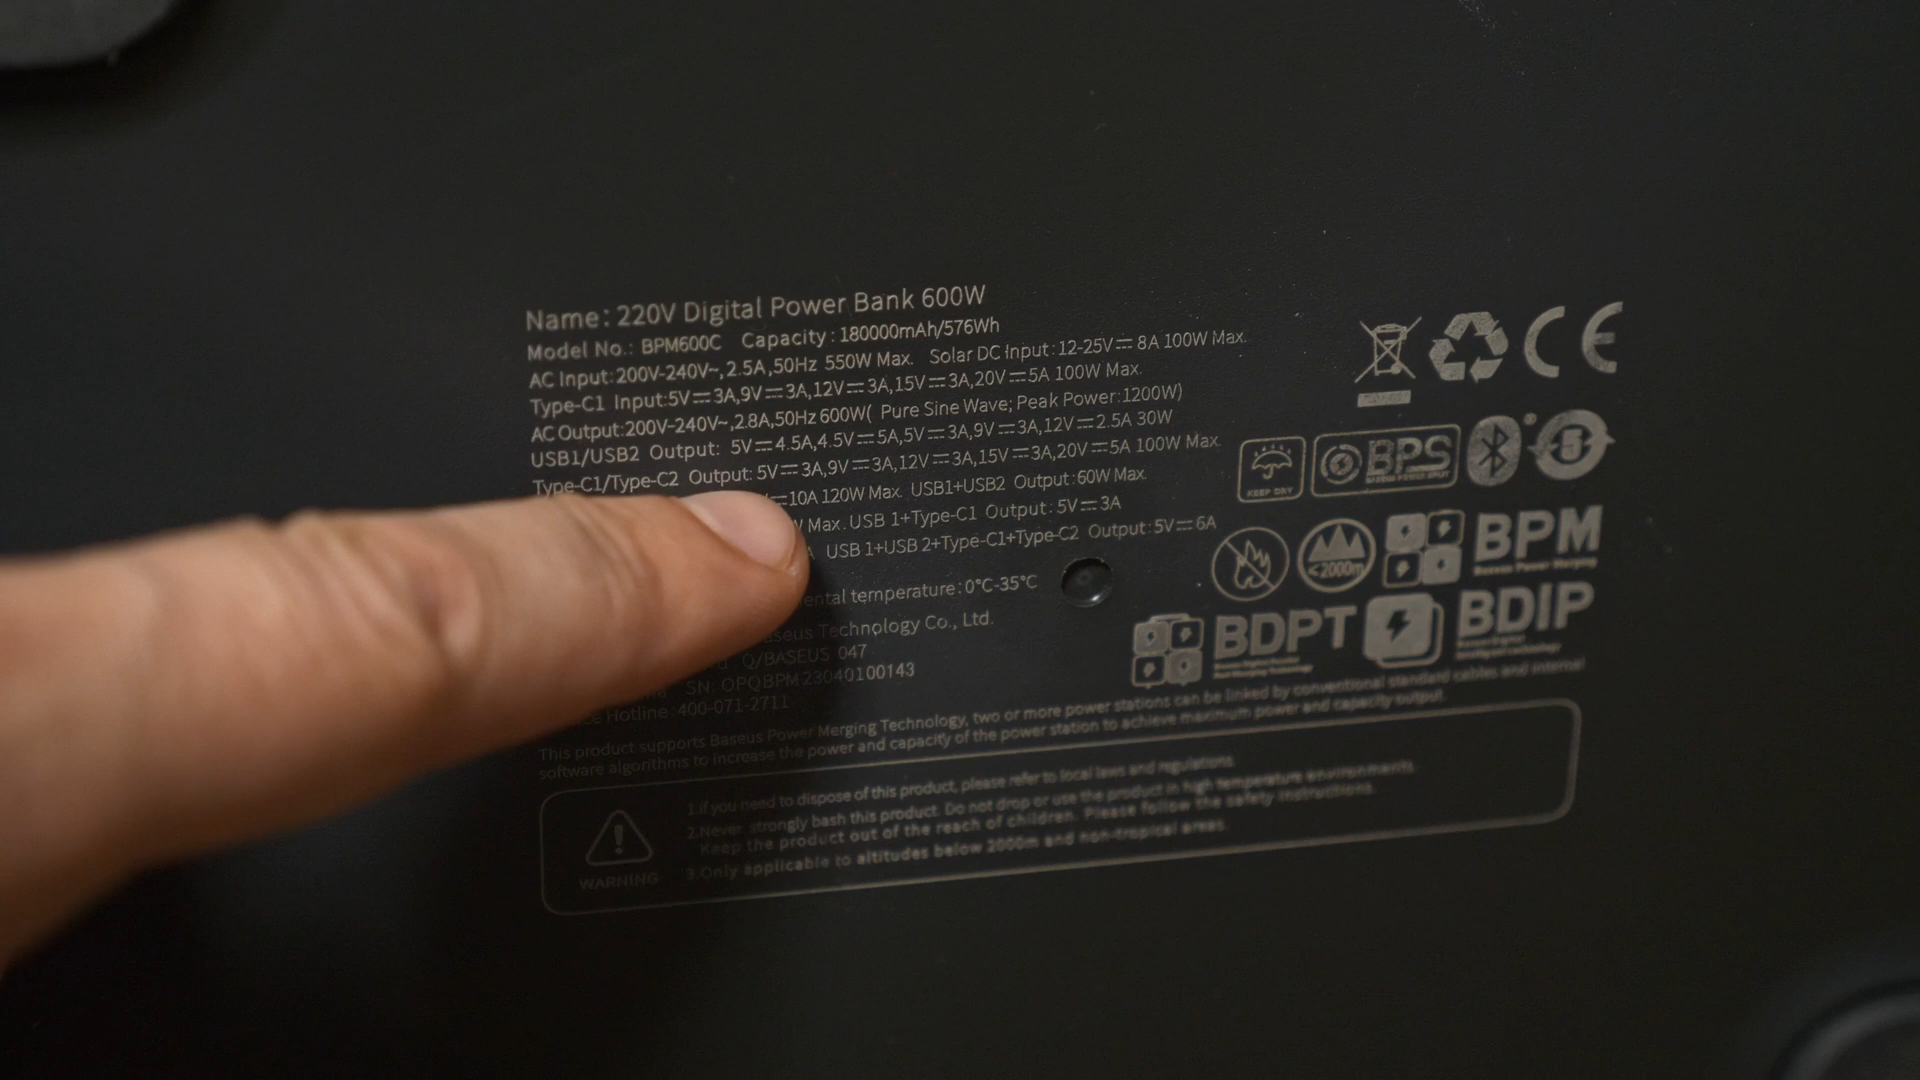 Name: 220V Digital Power Bank 600W
Model No.: BPM600C Capacity: 180000mAh/576Wh
AC Input:200V-240V~,2.5A,50Hz 550W Max. Solar DC Input:12-25V⎓8A 100W Max.
Type-C1 Input:5V⎓3A,9V⎓3A,12V⎓3A,15V⎓3A,20V⎓5A 100W Max.
AC Output:200V-240V~,2.8A,50Hz 600W( Pure Sine Wave; Peak Power:1200W)
USB1/USB2 Output: 5V⎓4.5A,4.5V⎓5A,5V⎓3A,9V⎓3A,12V⎓2.5A 30W
Type-C1/Type-C2 Output:5V⎓3A,9V⎓3A,12V⎓3A,15V⎓3A,20V⎓5A 100W Max.
⎓10A 120W Max. USB1+USB2 Output:60W Max.
W Max. USB 1+Type-C1 Output: 5V⎓3A
USB 1+USB 2+Type-C1+Type-C2 Output:5V⎓6A
temperature:0°C-35°C
Technology Co., Ltd.
Q/BASEUS 047
SN: OPQBPM23040100143
Hotline:400-071-2711
This product supports Baseus Power Merging Technology, two or more power stations can be linked by conventional standard cables and internal
software algorithms to increase the power and capacity of the power station to achieve maximum power and capacity output.
WARNING
1.If you need to dispose of this product, please refer to local laws and regulations.
2.Never strongly bash this product. Do not drop or use the product in high temperature environments.
Keep the product out of the reach of children. Please follow the safety instructions.
3.Only applicable to altitudes below 2000m and non-tropical areas.
CE
KEEP DRY
BPS
5
≤2000m
BPM
Baseus Power Merging
BDPT
BDIP